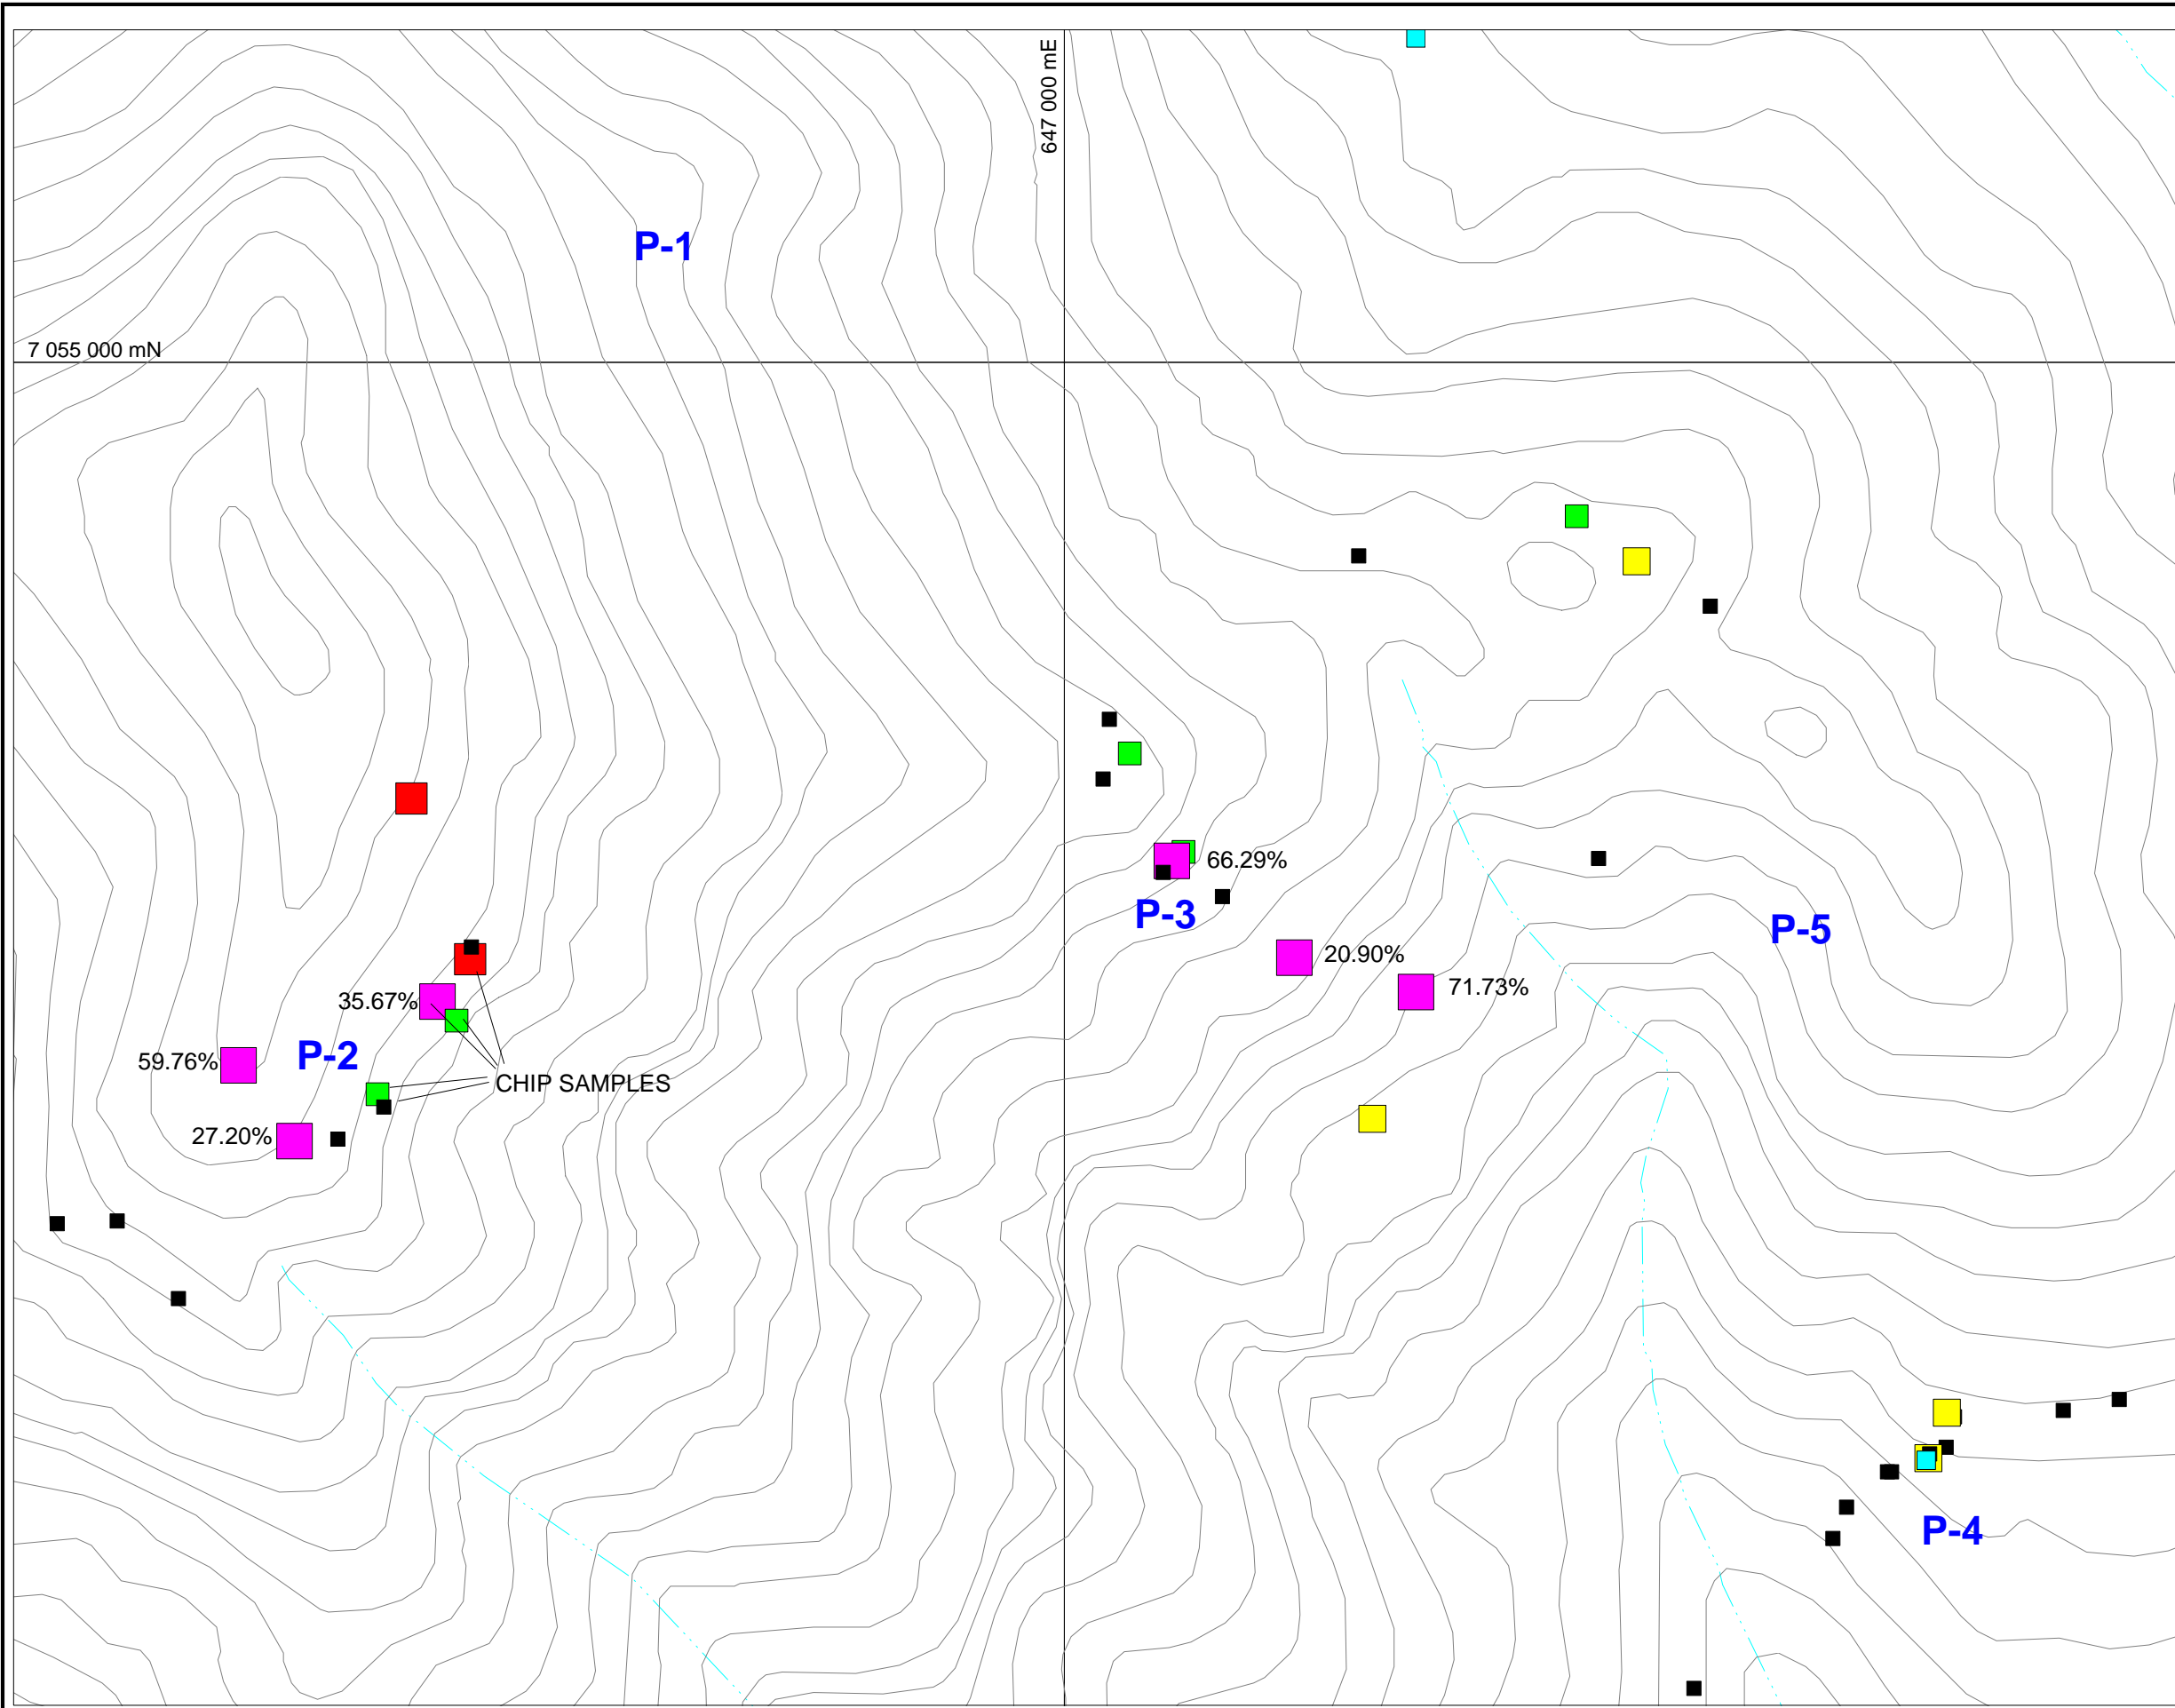 647 000 mE
P-1
7 055 000 mN
66.29%
P-3
P-5
20.90%
71.73%
35.67%
P-2
59.76%
CHIP SAMPLES
27.20%
P-4